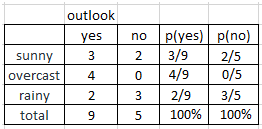 outlook
yes no p(yes) p(no)
sunny 3 2 3/9 2/5
overcast 4 0 4/9 0/5
rainy 2 3 2/9 3/5
total 9 5 100% 100%